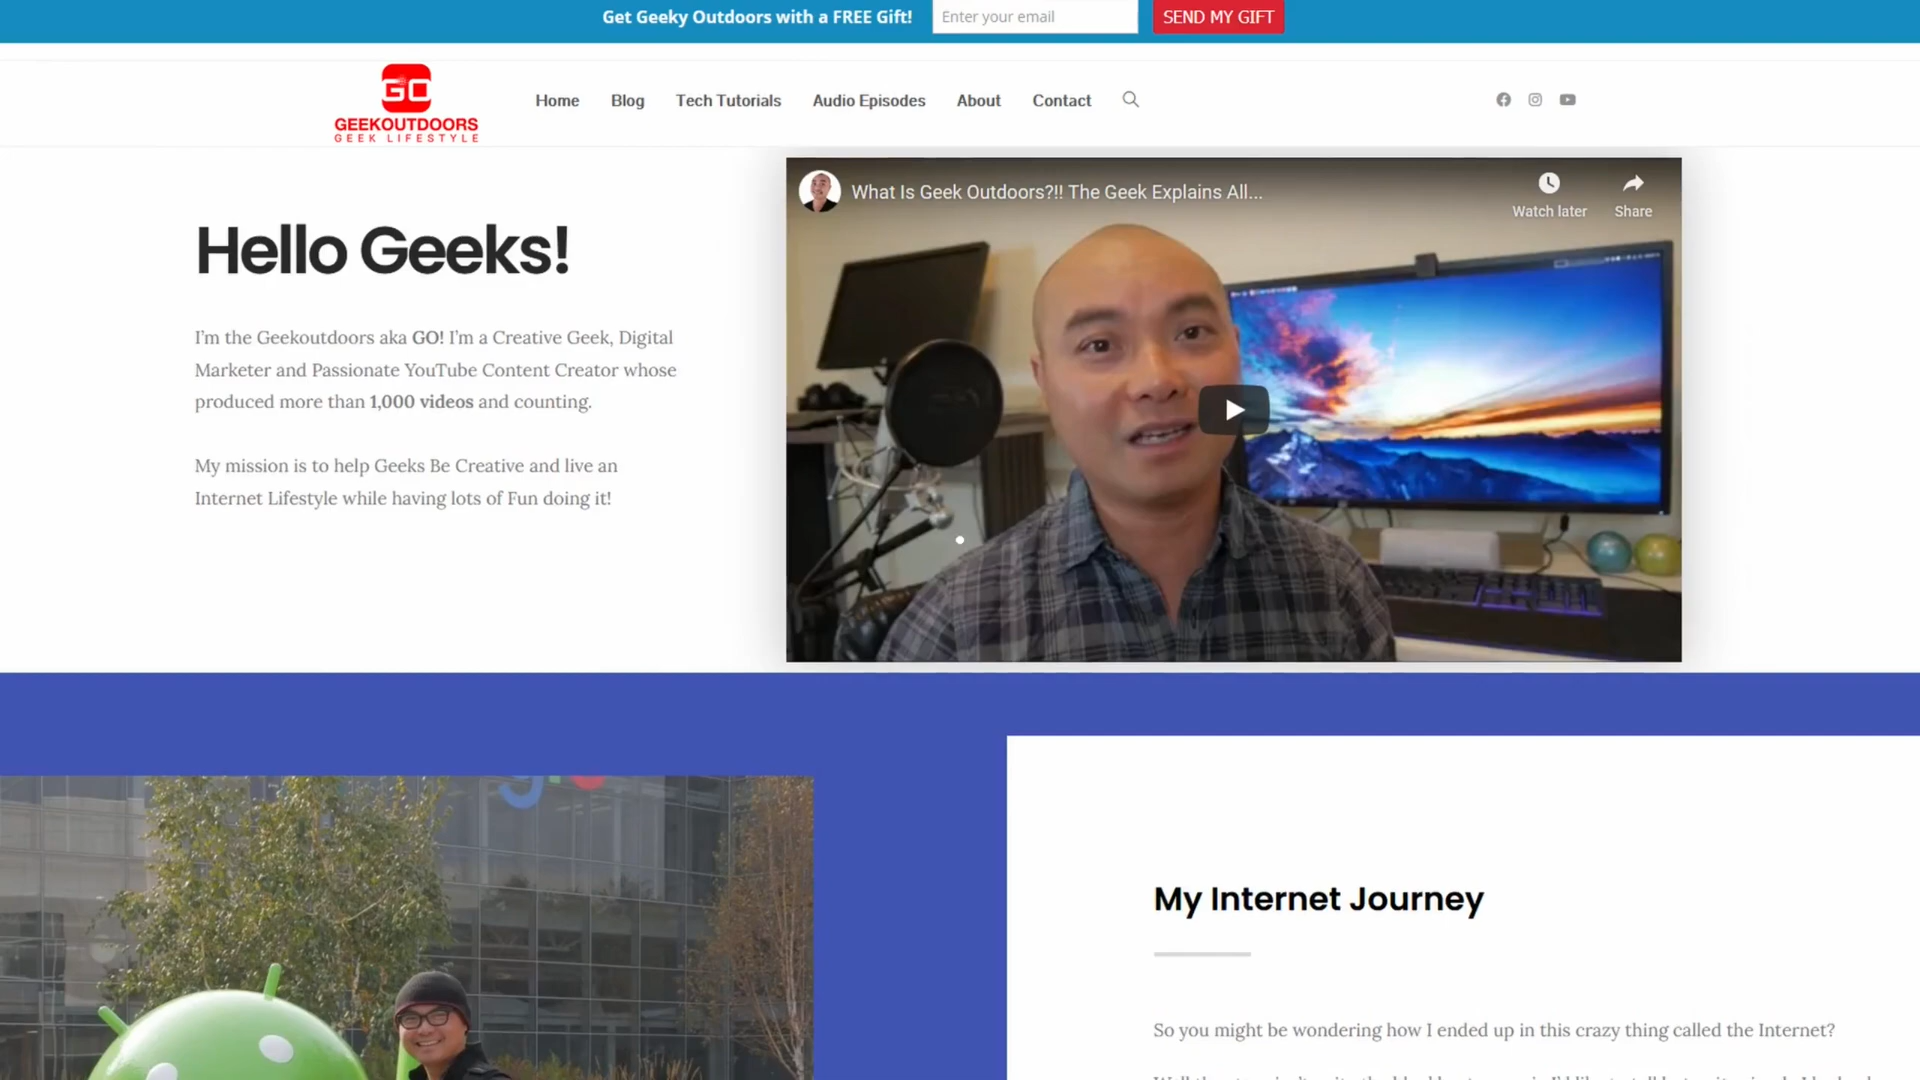 Get Geeky Outdoors with a FREE Gift!
Enter your email
SEND MY GIFT
GO
GEEKOUTDOORS
GEEK LIFESTYLE
Home
Blog
Tech Tutorials
Audio Episodes
About
Contact
Hello Geeks!
I'm the Geekoutdoors aka GO! I'm a Creative Geek, Digital
Marketer and Passionate YouTube Content Creator whose
produced more than 1,000 videos and counting.
My mission is to help Geeks Be Creative and live an
Internet Lifestyle while having lots of Fun doing it!
What Is Geek Outdoors?!! The Geek Explains All...
Watch later
Share
My Internet Journey
So you might be wondering how I ended up in this crazy thing called the Internet?